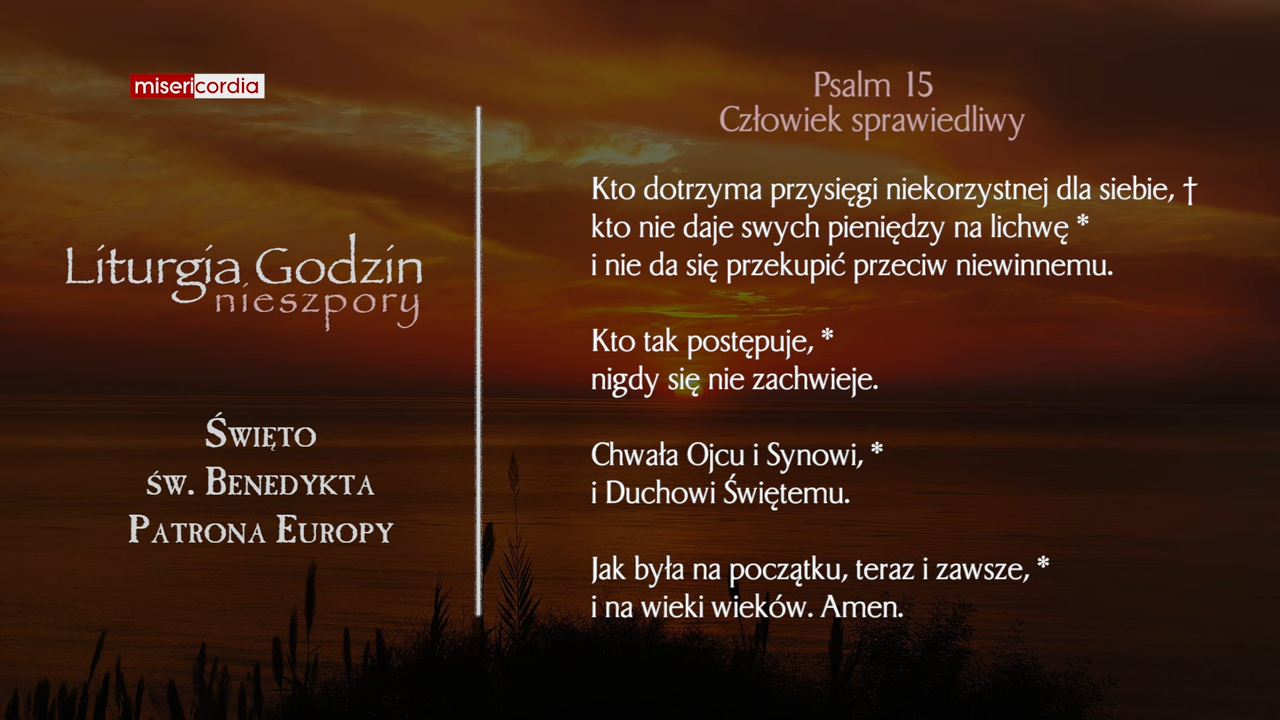 misericordia
Liturgia Godzin
nieszpory
Święto
św. Benedykta
Patrona Europy
Psalm 15
Człowiek sprawiedliwy
Kto dotrzyma przysięgi niekorzystnej dla siebie, †
kto nie daje swych pieniędzy na lichwę *
i nie da się przekupić przeciw niewinnemu.
Kto tak postępuje, *
nigdy się nie zachwieje.
Chwała Ojcu i Synowi, *
i Duchowi Świętemu.
Jak była na początku, teraz i zawsze, *
i na wieki wieków. Amen.